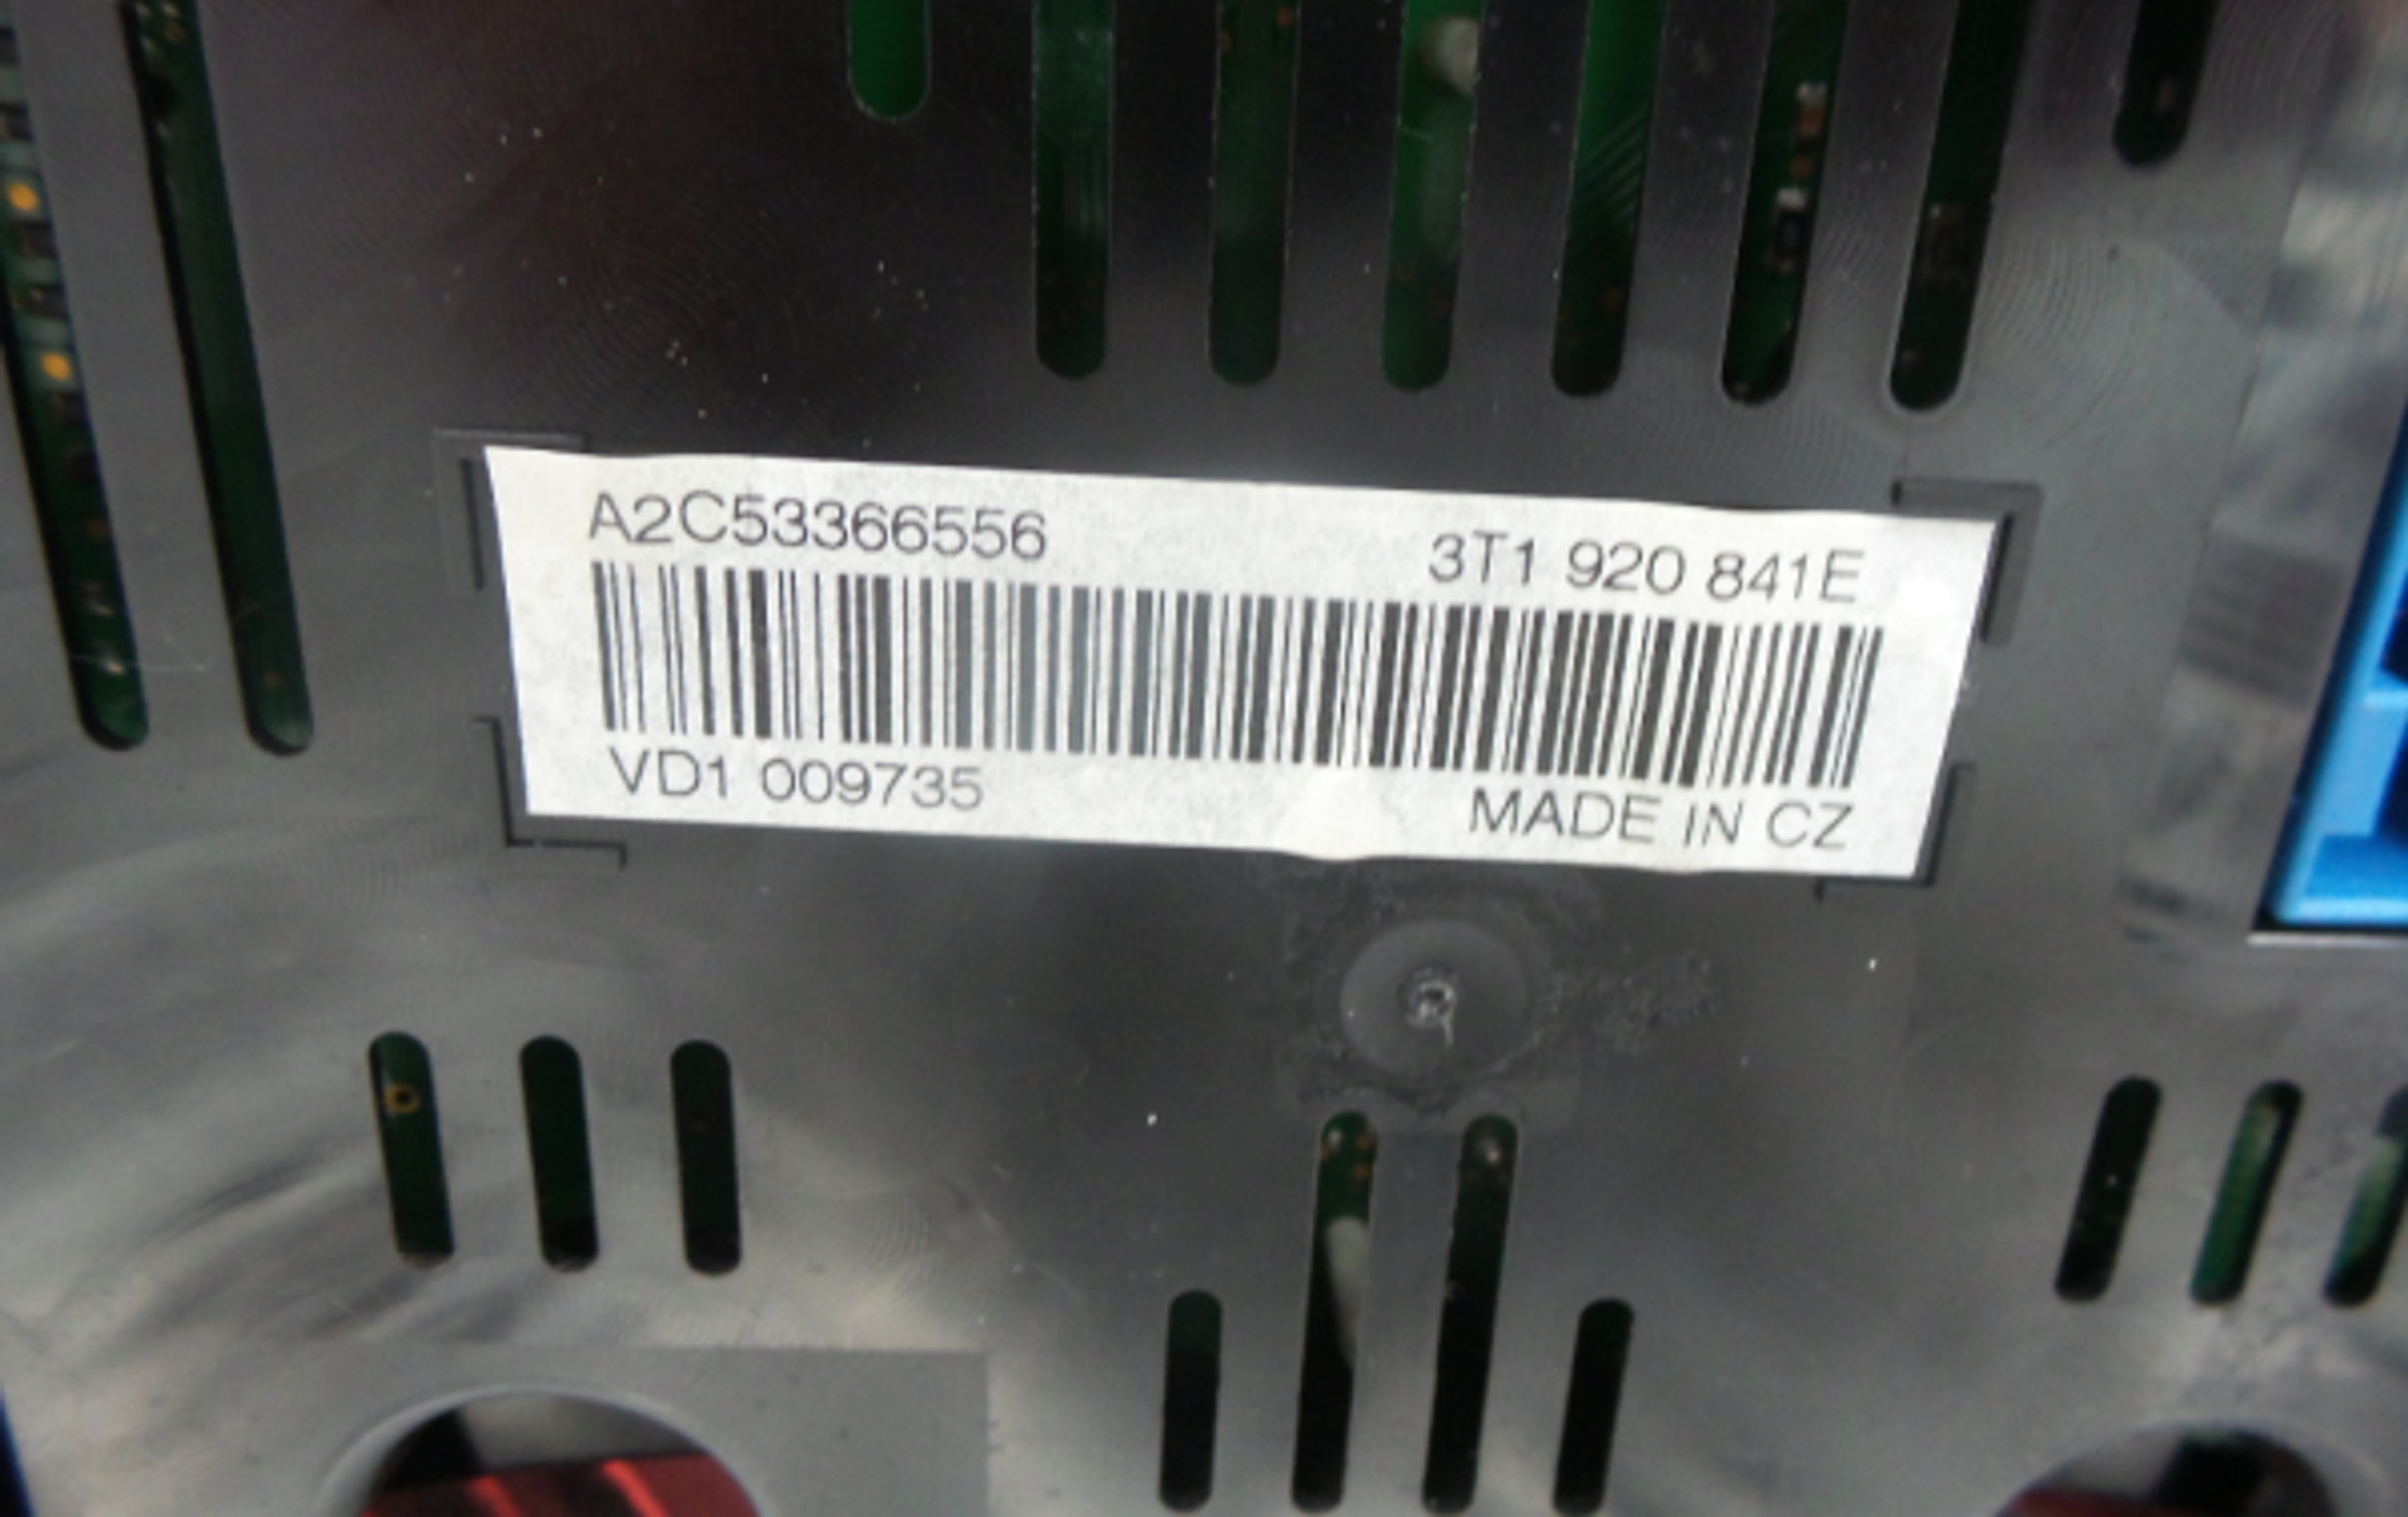 A2C53366556
3T1 920 841E
VD1 009735
MADE IN CZ